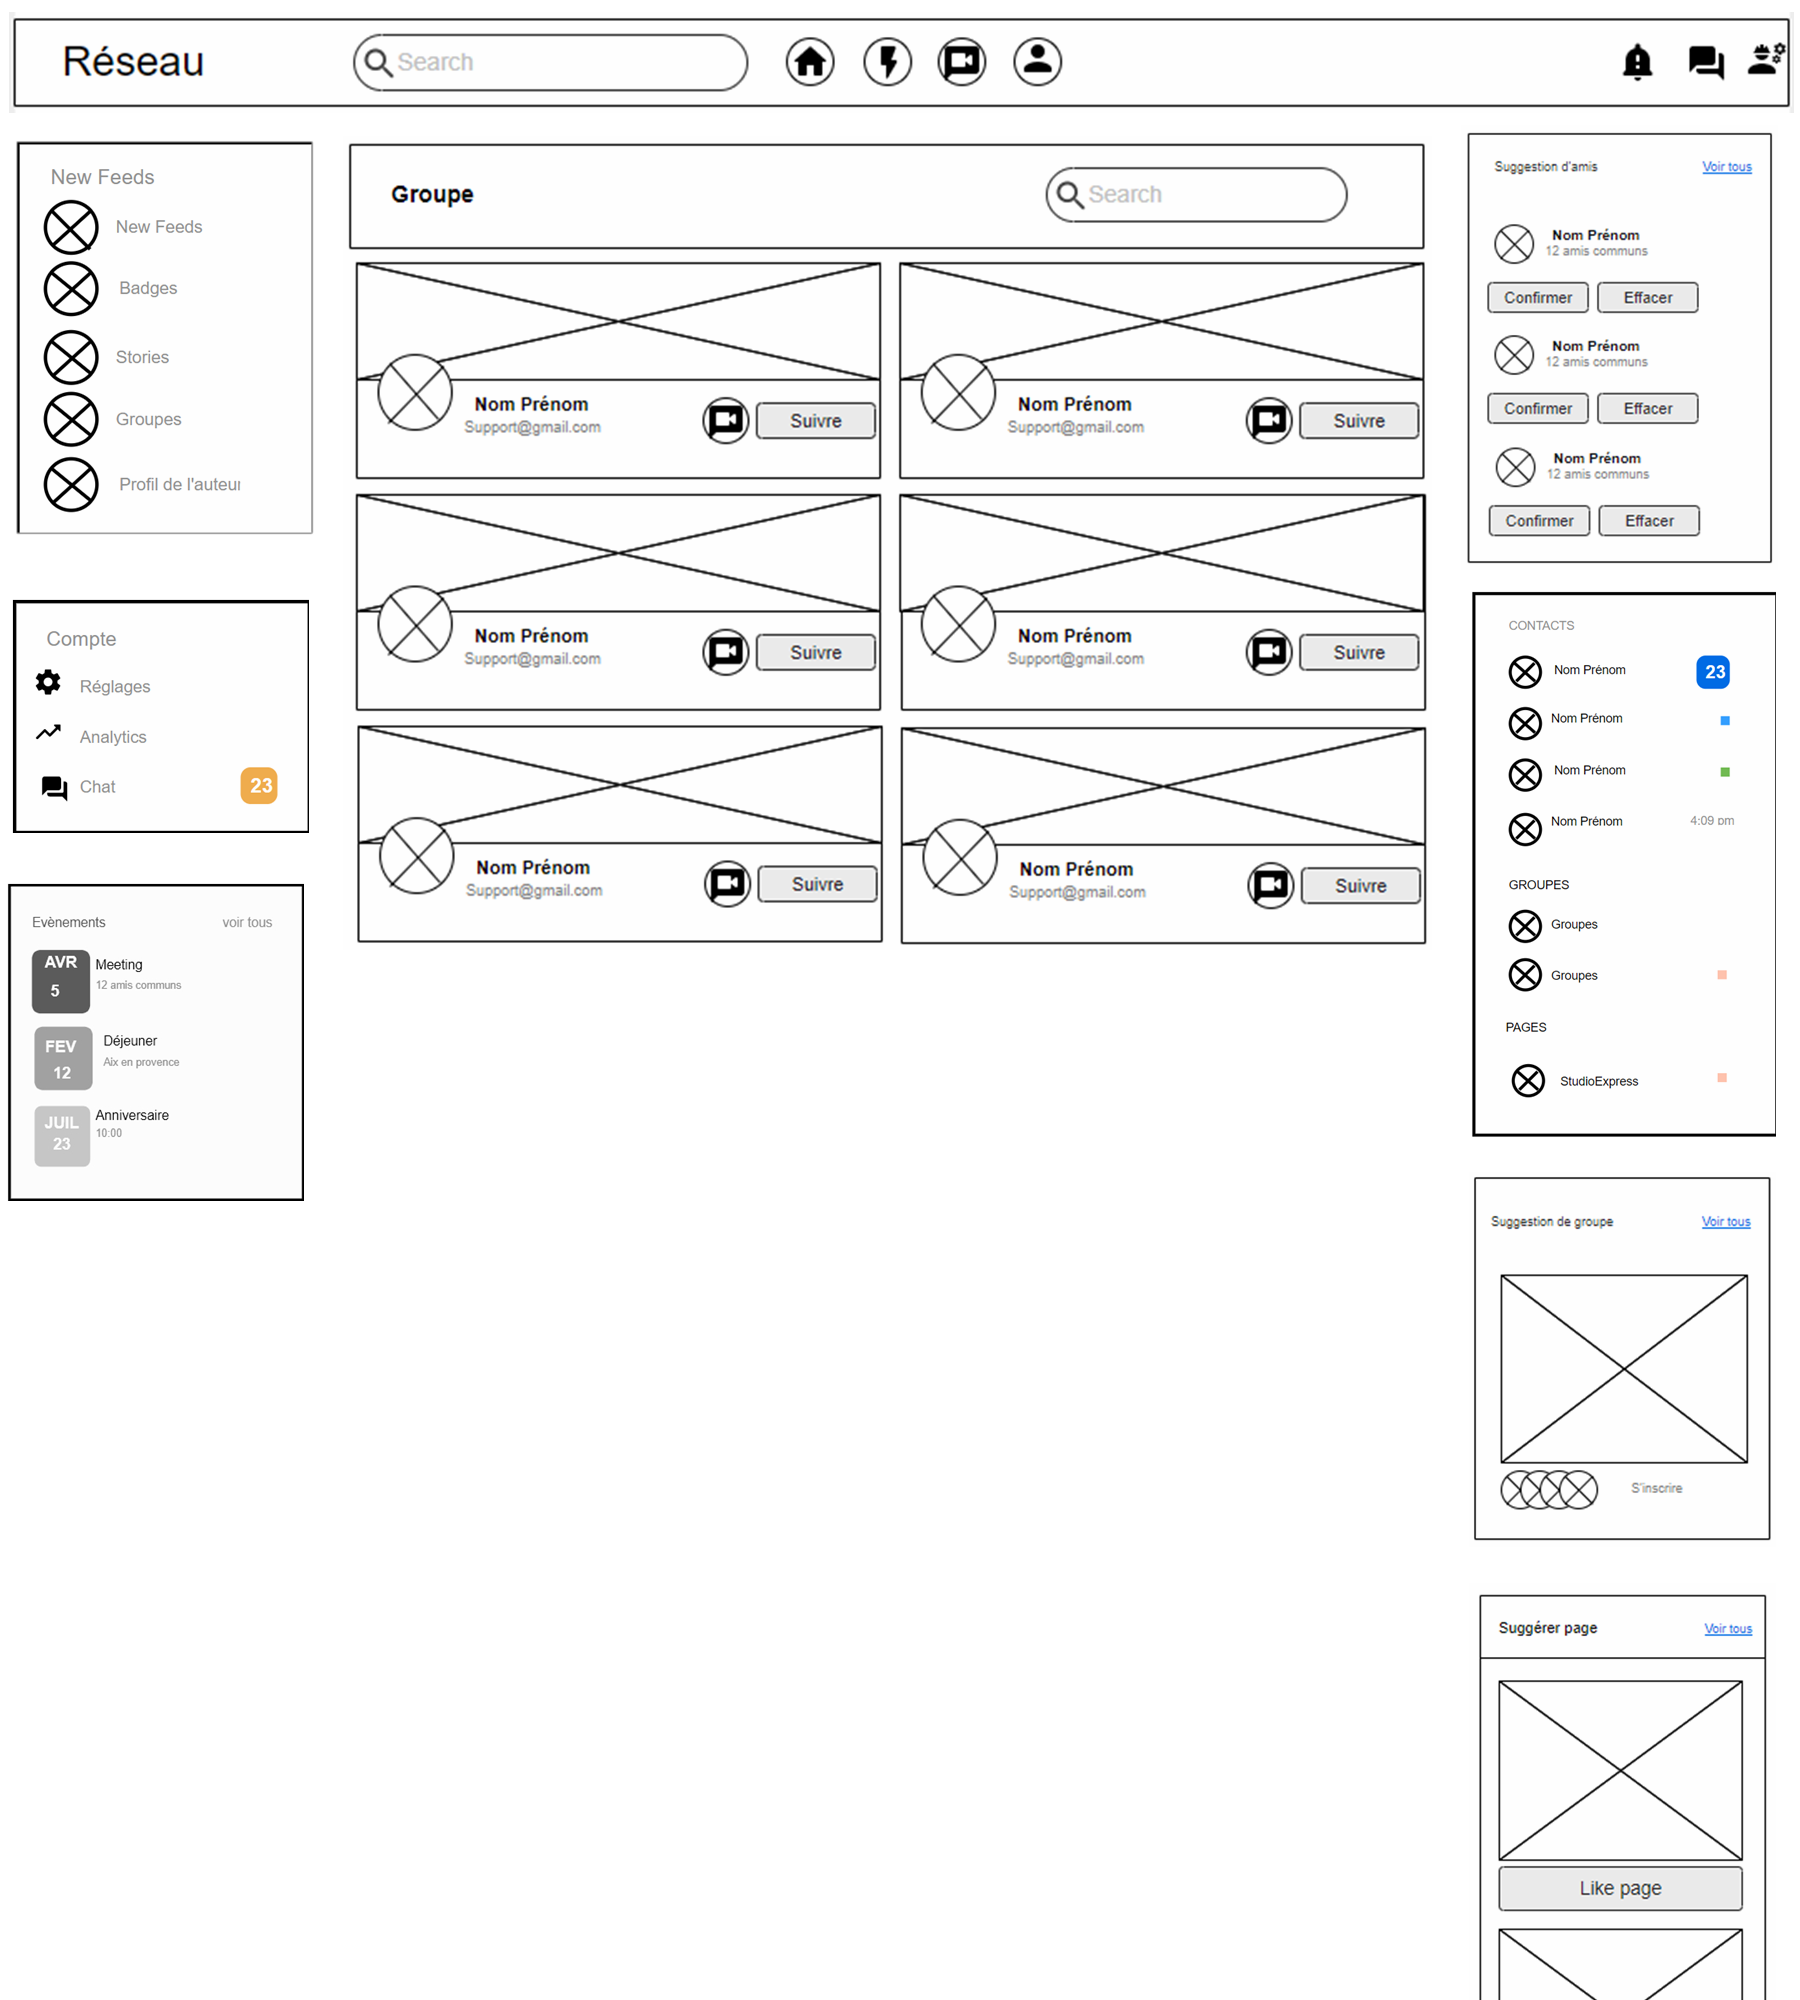 Réseau
Search
New Feeds
New Feeds
Badges
Stories
Groupes
Profil de l'auteur
Compte
Réglages
Analytics
Chat
23
Evènements
voir tous
AVR
5
Meeting
12 amis communs
FEV
12
Déjeuner
Aix en provence
JUIL
23
Anniversaire
10:00
Groupe
Search
Nom Prénom
Support@gmail.com
Suivre
Nom Prénom
Support@gmail.com
Suivre
Nom Prénom
Support@gmail.com
Suivre
Nom Prénom
Support@gmail.com
Suivre
Nom Prénom
Support@gmail.com
Suivre
Nom Prénom
Support@gmail.com
Suivre
Suggestion d'amis
Voir tous
Nom Prénom
12 amis communs
Confirmer
Effacer
Nom Prénom
12 amis communs
Confirmer
Effacer
Nom Prénom
12 amis communs
Confirmer
Effacer
CONTACTS
Nom Prénom
23
Nom Prénom
Nom Prénom
Nom Prénom
4:09 pm
GROUPES
Groupes
Groupes
PAGES
StudioExpress
Suggestion de groupe
Voir tous
S'inscrire
Suggérer page
Voir tous
Like page